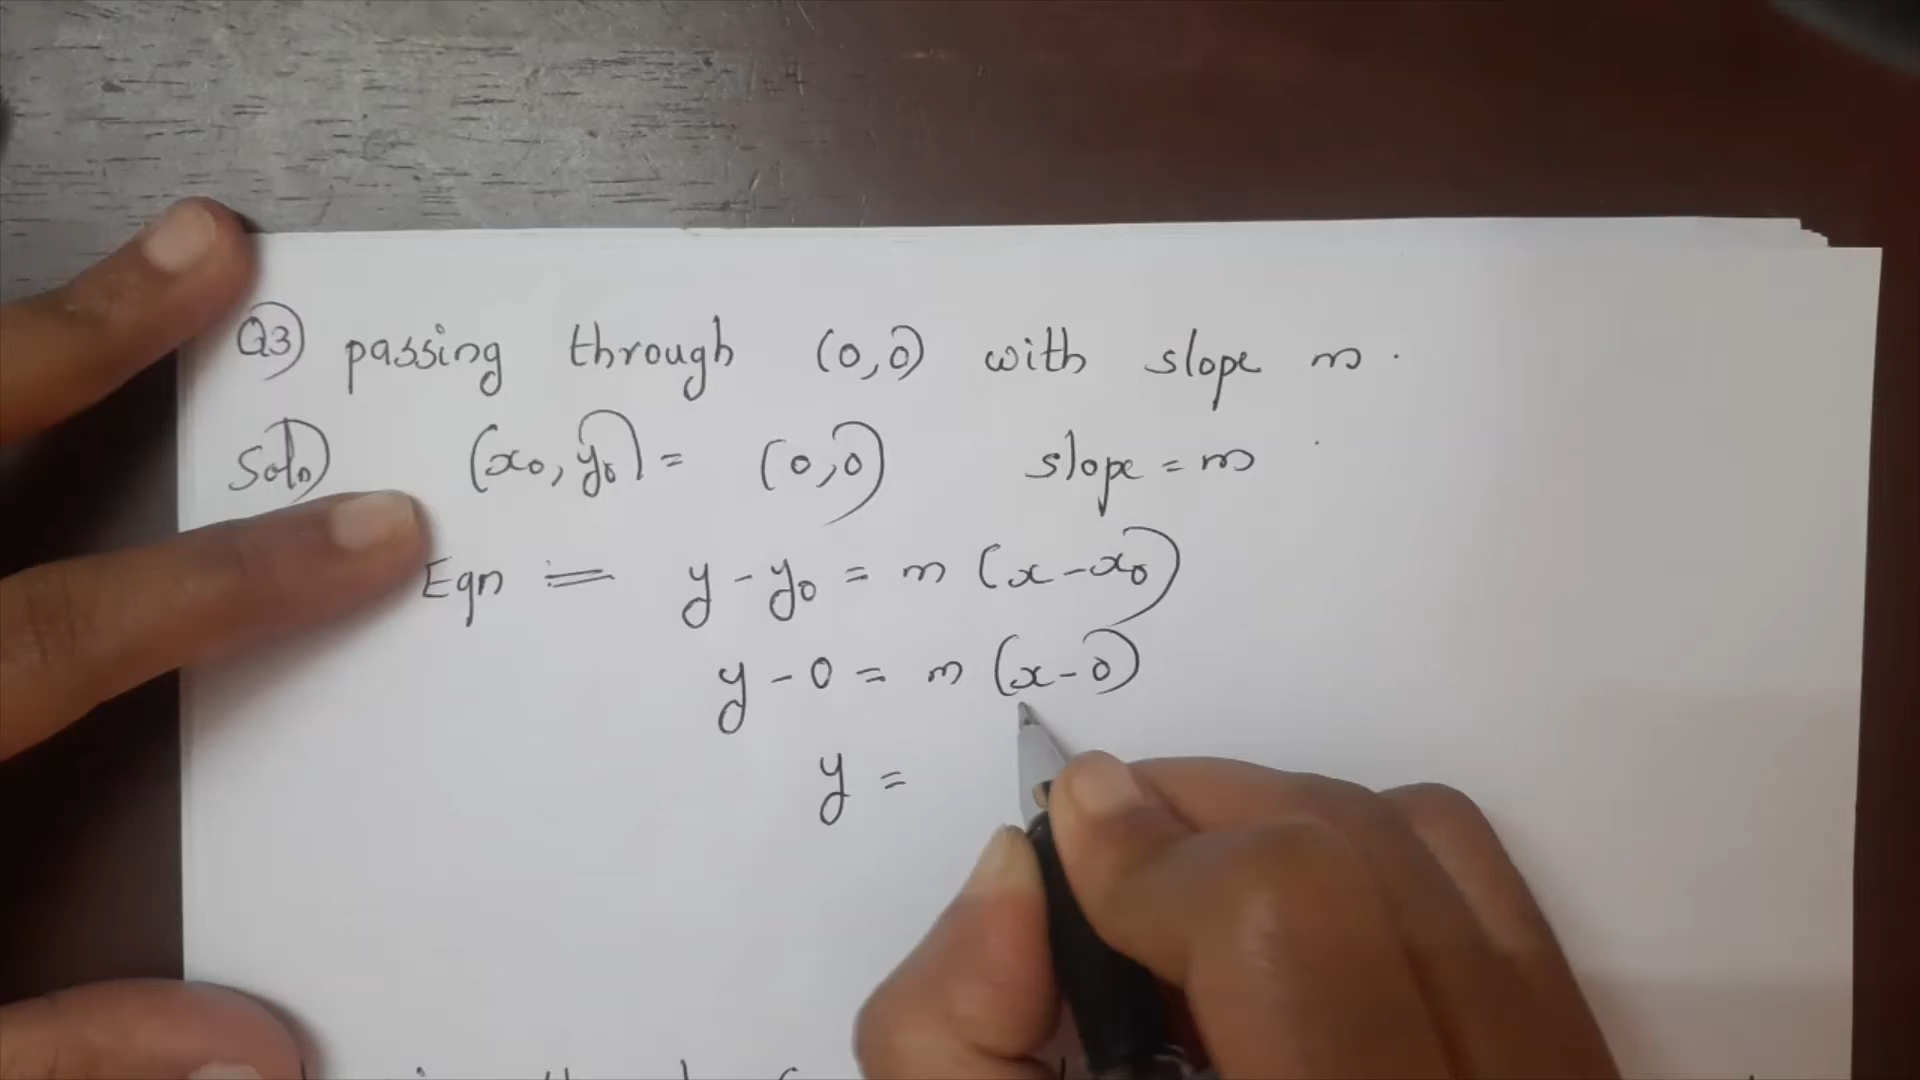 Q3) passing through (0,0) with slope m.
Soln) (x0, y0) = (0,0) slope = m
Eqn := y - y0 = m (x - x0)
y - 0 = m (x - 0)
y =